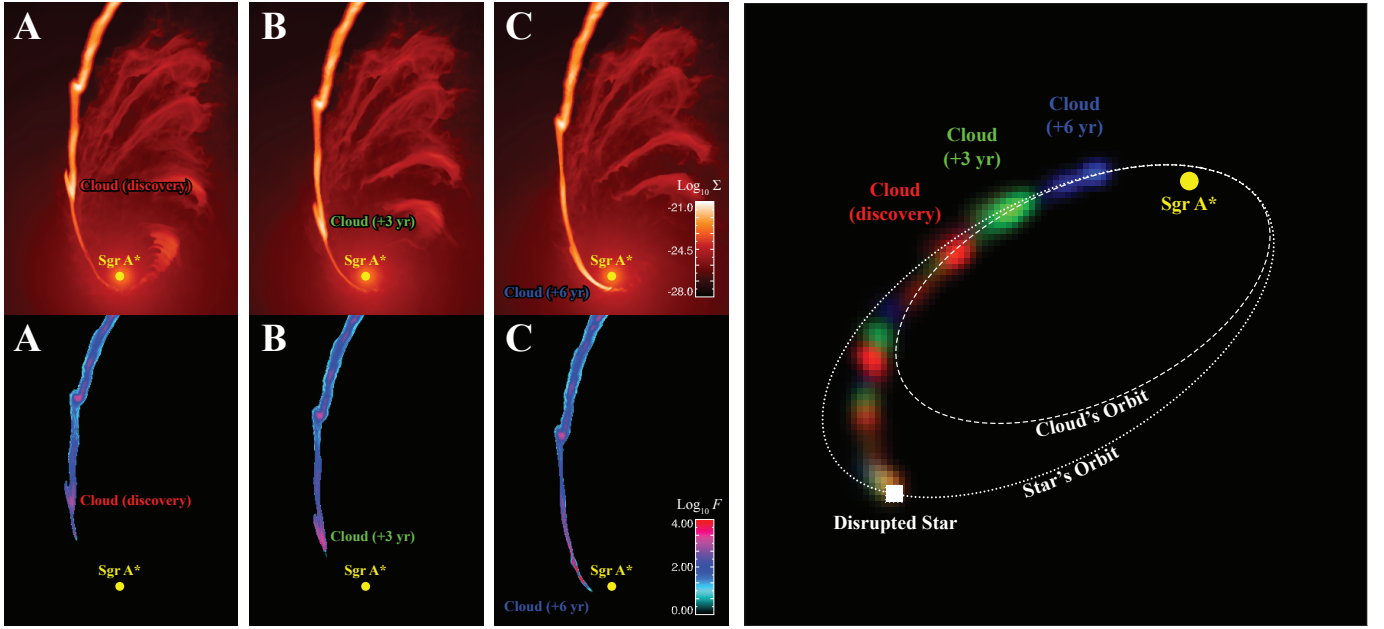 A
B
C
Cloud (discovery)
Sgr A*
Cloud (+3 yr)
Sgr A*
Log₁₀ Σ
-21.0
-24.5
-28.0
Sgr A*
Cloud (+6 yr)
A
B
C
Cloud (discovery)
Sgr A*
Cloud (+3 yr)
Sgr A*
Log₁₀ F
4.00
2.00
0.00
Sgr A*
Cloud (+6 yr)
Cloud
(+6 yr)
Cloud
(+3 yr)
Cloud
(discovery)
Sgr A*
Cloud's Orbit
Star's Orbit
Disrupted Star